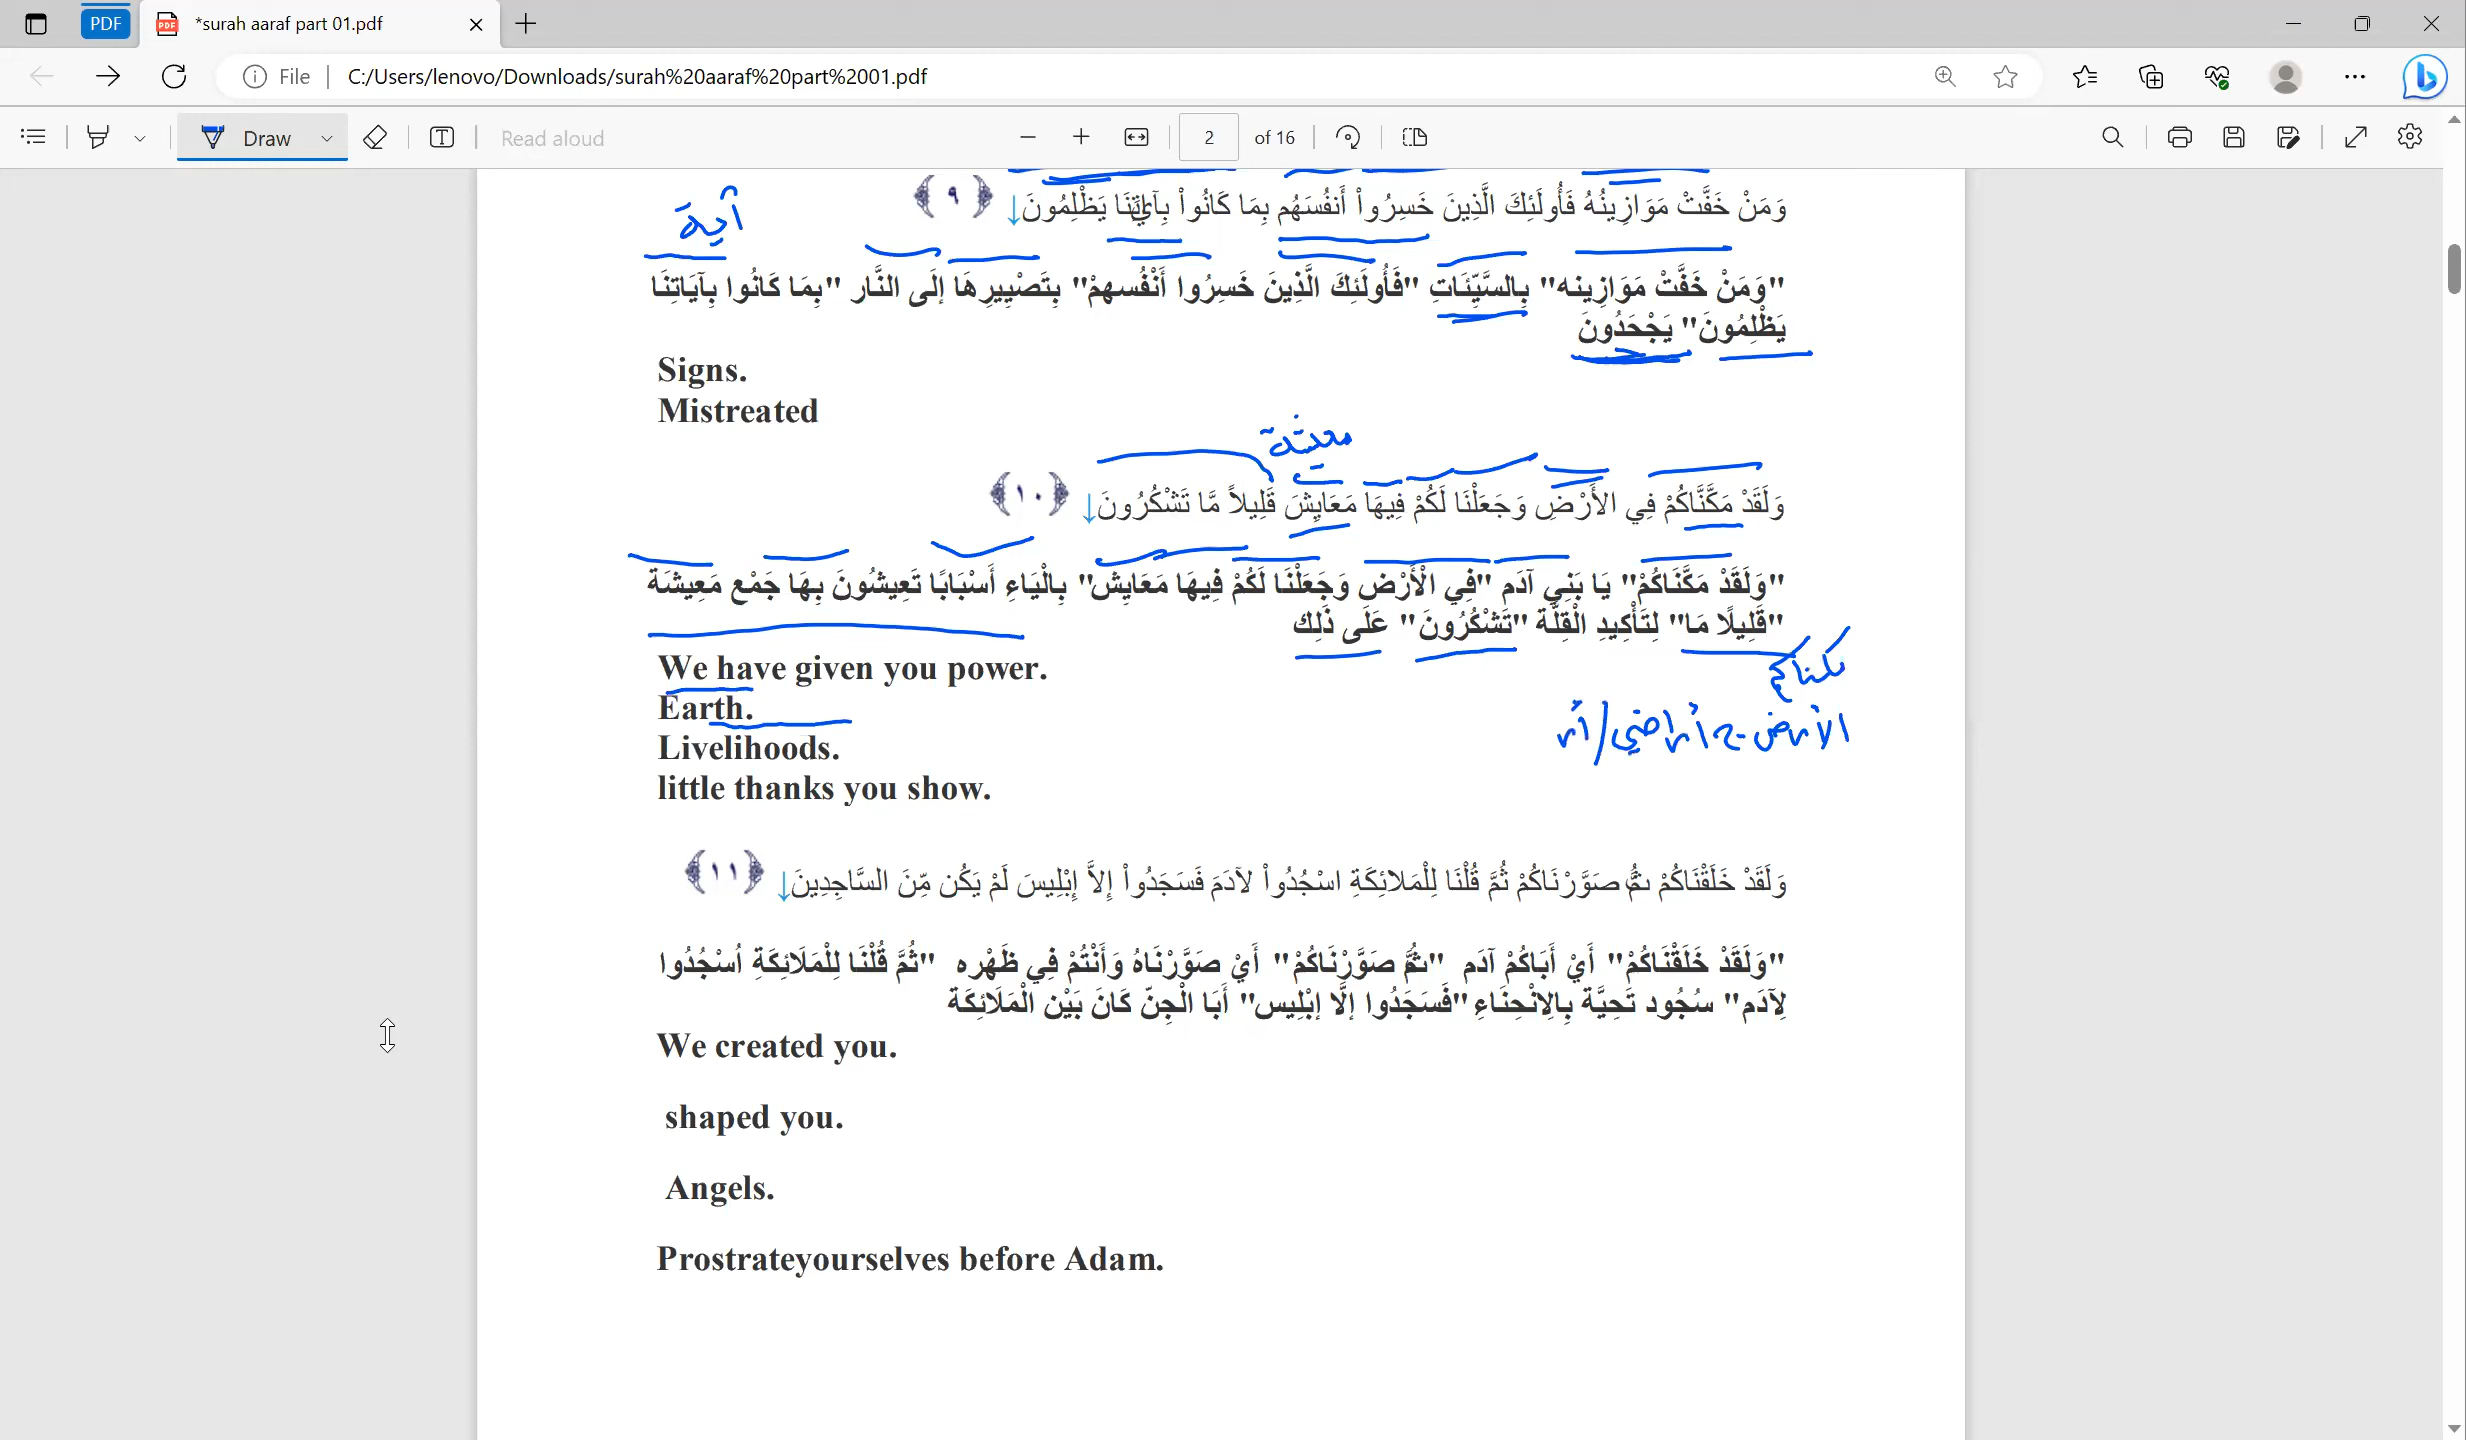 PDF
*surah aaraf part 01.pdf
File
C:/Users/lenovo/Downloads/surah%20aaraf%20part%2001.pdf
Draw
Read aloud
2 of 16
وَمَنْ خَفَّتْ مَوَازِينُهُ فَأُولَئِكَ الَّذِينَ خَسِرُواْ أَنفُسَهُم بِمَا كَانُواْ بِآيَاتِنَا يَظْلِمُونَ ↓ ﴿٩﴾
آية
"وَمَنْ خَفَّتْ مَوَازِينه" بِالسَّيِّئَاتِ "فَأُولَئِكَ الَّذِينَ خَسِرُوا أَنْفُسهمْ" بِتَصْيِيرِهَا إلَى النَّار "بِمَا كَانُوا بِآيَاتِنَا
يَظْلِمُونَ" يَجْحَدُونَ
Signs.
Mistreated
معيشة
وَلَقَدْ مَكَّنَّاكُمْ فِي الأَرْضِ وَجَعَلْنَا لَكُمْ فِيهَا مَعَايِشَ قَلِيلاً مَّا تَشْكُرُونَ ↓ ﴿١٠﴾
"وَلَقَدْ مَكَّنَاكُمْ" يَا بَنِي آدَم "فِي الْأَرْض وَجَعَلْنَا لَكُمْ فِيهَا مَعَايِش" بِالْيَاءِ أَسْبَابًا تَعِيشُونَ بِهَا جَمْع مَعِيشَة
"قَلِيلًا مَا" لِتَأْكِيدِ الْقِلَّة "تَشْكُرُونَ" عَلَى ذَلِك
We have given you power.
Earth.
Livelihoods.
little thanks you show.
مكناكم
الأرض ج أراضي/
وَلَقَدْ خَلَقْنَاكُمْ ثُمَّ صَوَّرْنَاكُمْ ثُمَّ قُلْنَا لِلْمَلائِكَةِ اسْجُدُواْ لآدَمَ فَسَجَدُواْ إِلاَّ إِبْلِيسَ لَمْ يَكُن مِّنَ السَّاجِدِينَ ↓ ﴿١١﴾
"وَلَقَدْ خَلَقْنَاكُمْ" أَيْ أَبَاكُمْ آدَم "ثُمَّ صَوَّرْنَاكُمْ" أَيْ صَوَّرْنَاهُ وَأَنْتُمْ فِي ظَهْره "ثُمَّ قُلْنَا لِلْمَلَائِكَةِ اُسْجُدُوا
لِآدَم" سُجُود تَحِيَّة بِالِانْحِنَاءِ "فَسَجَدُوا إلَّا إبْلِيس" أَبَا الْجِنّ كَانَ بَيْن الْمَلَائِكَة
We created you.
shaped you.
Angels.
Prostrateyourselves before Adam.